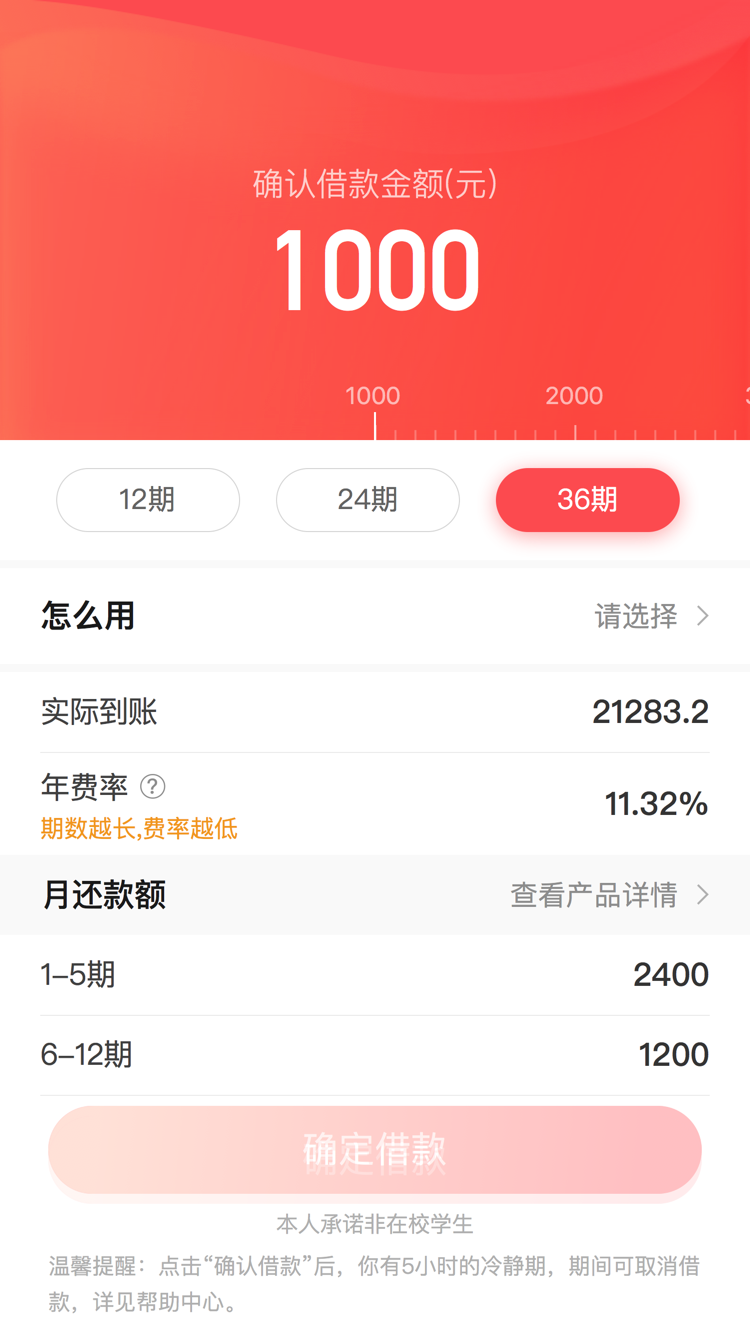 确认借款金额(元)
1000
1000 2000
12期 24期 36期
怎么用 请选择
实际到账 21283.2
年费率 ? 11.32%
期数越长,费率越低
月还款额 查看产品详情
1–5期 2400
6–12期 1200
确定借款
本人承诺非在校学生
温馨提醒：点击“确认借款”后，你有5小时的冷静期，期间可取消借
款，详见帮助中心。